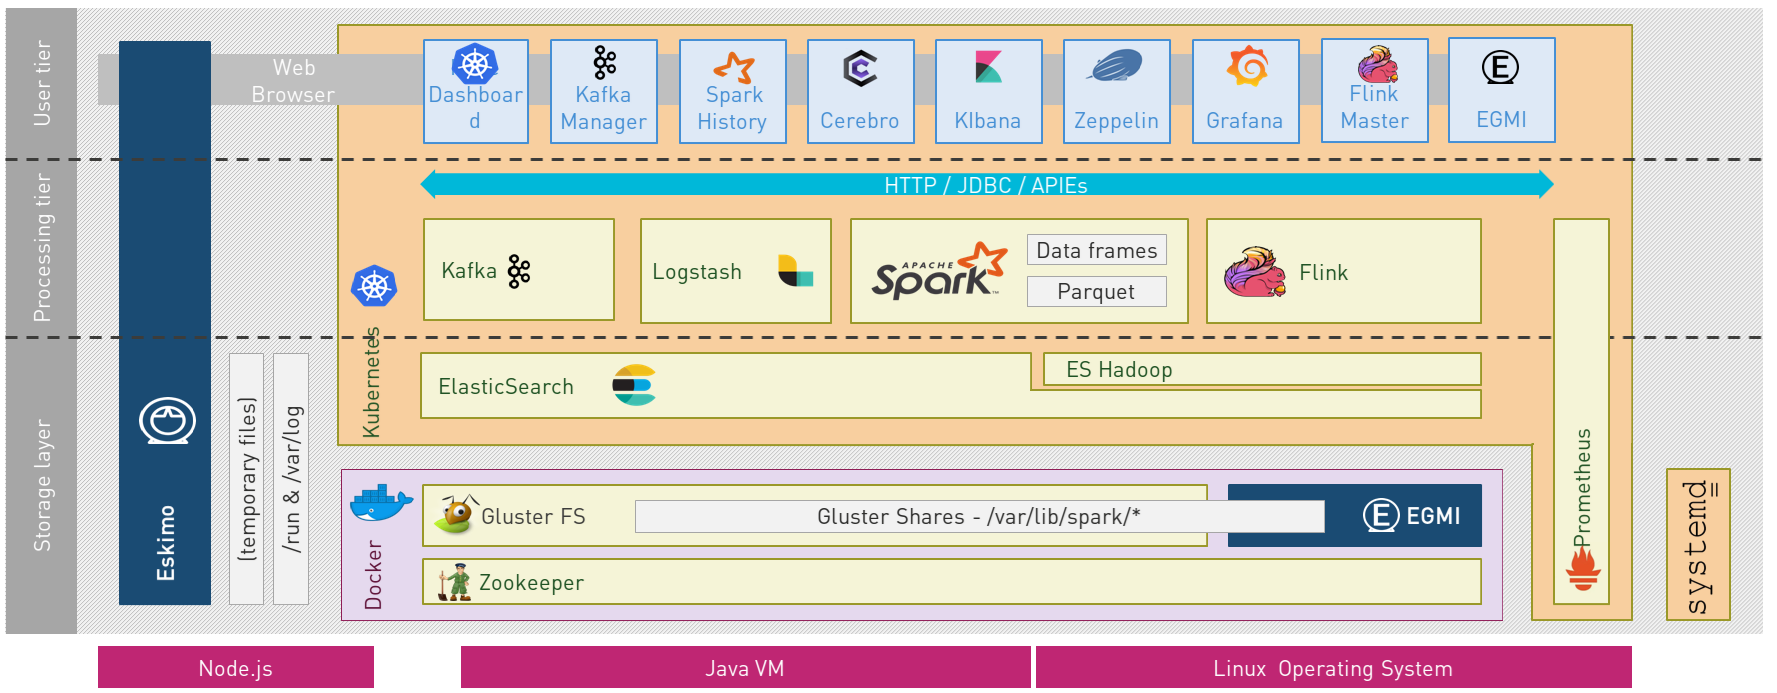 User tier
Web
Browser
Dashboar
d
Kafka
Manager
Spark
History
Cerebro
KIbana
Zeppelin
Grafana
Flink
Master
E
EGMI
Processing tier
HTTP / JDBC / APIEs
Kafka
Logstash
APACHE
Spark™
Data frames
Parquet
Flink
Kubernetes
Storage layer
Eskimo
(temporary files)
/run & /var/log
ElasticSearch
ES Hadoop
Prometheus
systemd
Docker
Gluster FS
Gluster Shares - /var/lib/spark/*
E
EGMI
Zookeeper
Node.js
Java VM
Linux  Operating System